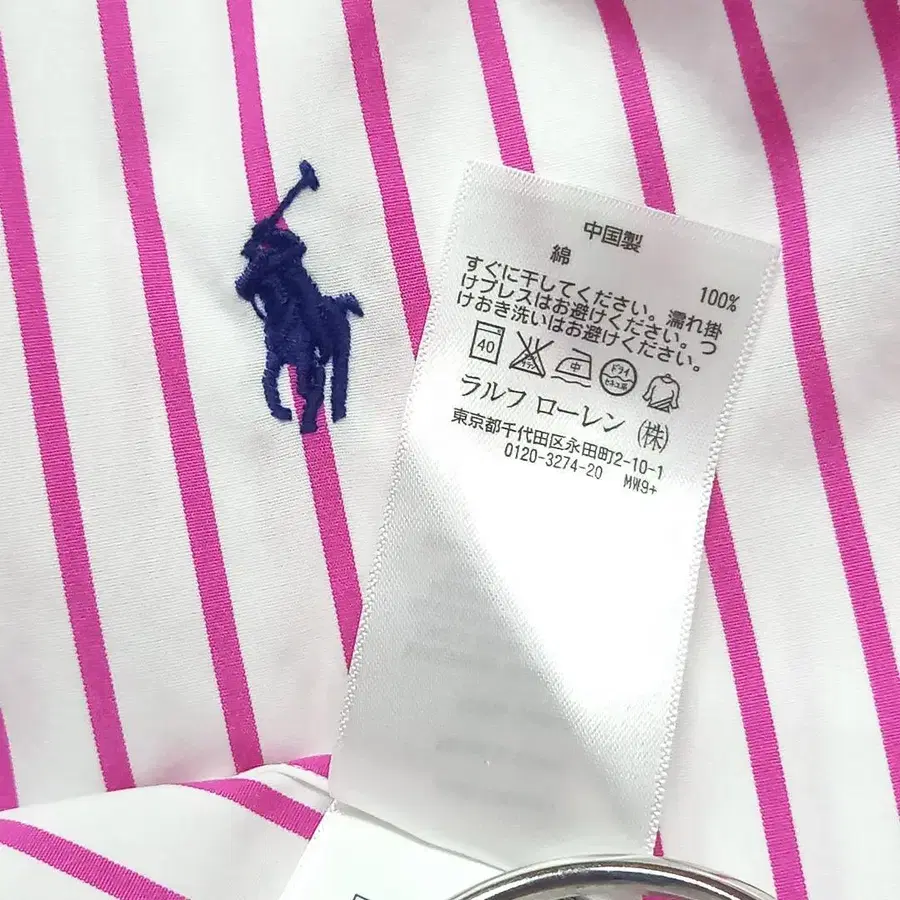 中国製
綿 100%
すぐに干してください。濡れ掛
けプレスはお避けください。つ
けおき洗いはお避けください。
40 中 ドライ
ラルフ ローレン (株)
東京都千代田区永田町2-10-1
0120-3274-20 MW9+